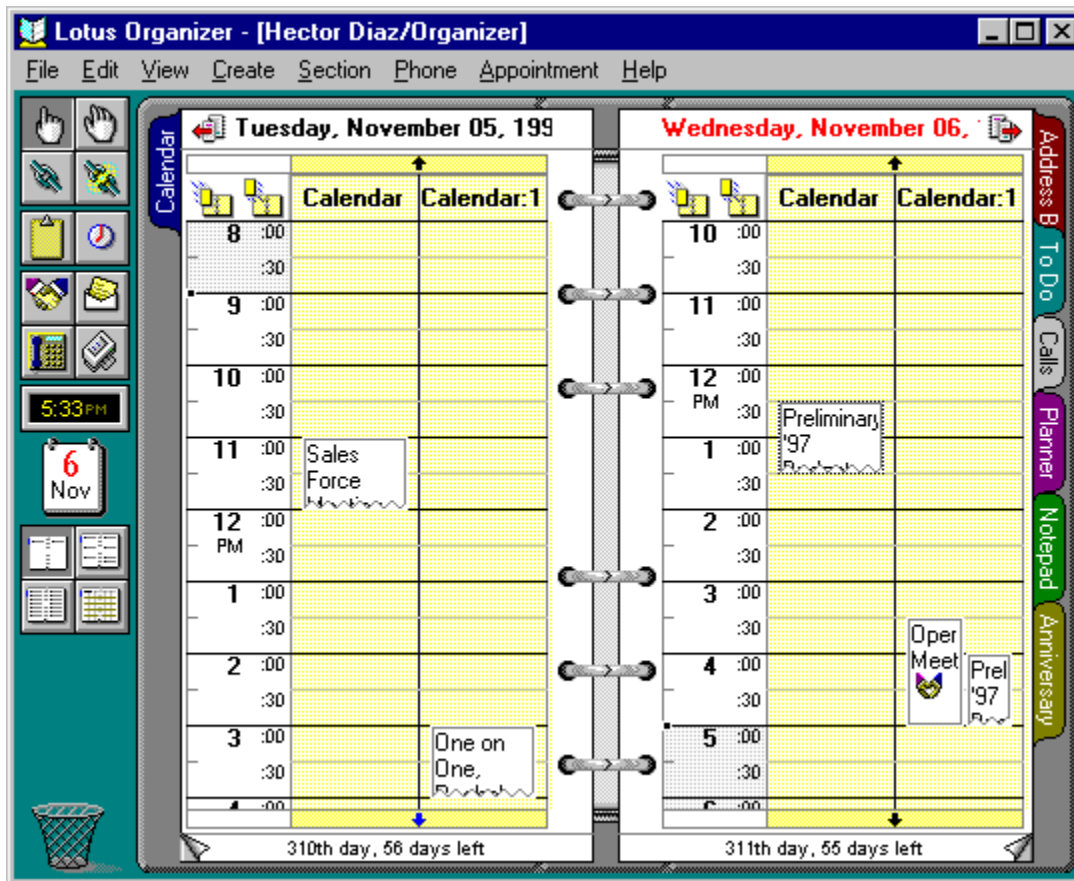 Lotus Organizer - [Hector Diaz/Organizer]
File Edit View Create Section Phone Appointment Help
5:33PM
6
Nov
Calendar
Tuesday, November 05, 199
Calendar Calendar:1
8 :00
:30
9 :00
:30
10 :00
:30
11 :00
:30
12 :00
PM :30
1 :00
:30
2 :00
:30
3 :00
:30
4 :00
Sales
Force
One on
One,
310th day, 56 days left
Wednesday, November 06,
Calendar Calendar:1
10 :00
:30
11 :00
:30
12 :00
PM :30
1 :00
:30
2 :00
:30
3 :00
:30
4 :00
:30
5 :00
:30
6 :00
Preliminary
'97
Oper
Meet
Prel
'97
311th day, 55 days left
Address B
To Do
Calls
Planner
Notepad
Anniversary